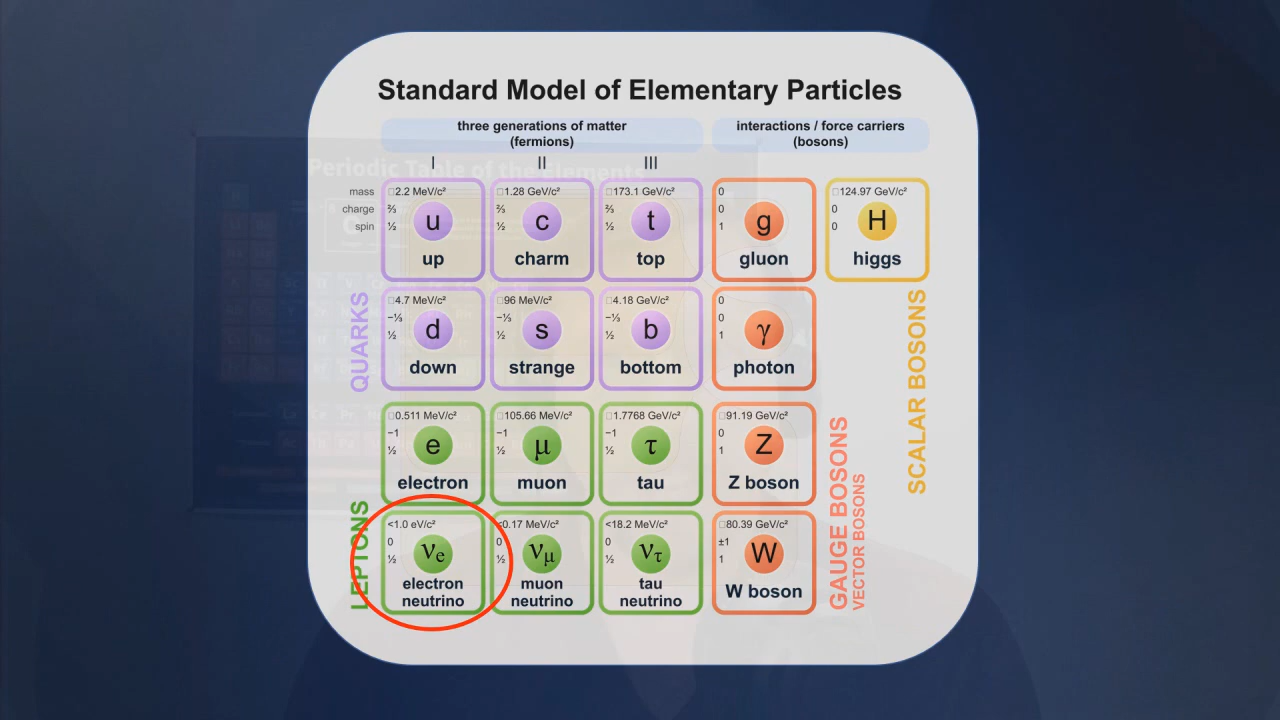 Standard Model of Elementary Particles
three generations of matter
(fermions)
interactions / force carriers
(bosons)
I
II
III
Periodic Table of the Elements
mass
charge
spin
2.2 MeV/c²
⅔
½
u
up
1.28 GeV/c²
⅔
½
c
charm
173.1 GeV/c²
⅔
½
t
top
0
0
1
g
gluon
124.97 GeV/c²
0
0
H
higgs
QUARKS
4.7 MeV/c²
−⅓
½
d
down
96 MeV/c²
−⅓
½
s
strange
4.18 GeV/c²
−⅓
½
b
bottom
0
0
1
γ
photon
SCALAR BOSONS
LEPTONS
0.511 MeV/c²
−1
½
e
electron
105.66 MeV/c²
−1
½
μ
muon
1.7768 GeV/c²
−1
½
τ
tau
91.19 GeV/c²
0
1
Z
Z boson
<1.0 eV/c²
0
½
νe
electron
neutrino
<0.17 MeV/c²
0
½
νμ
muon
neutrino
<18.2 MeV/c²
0
½
ντ
tau
neutrino
80.39 GeV/c²
±1
1
W
W boson
GAUGE BOSONS
VECTOR BOSONS